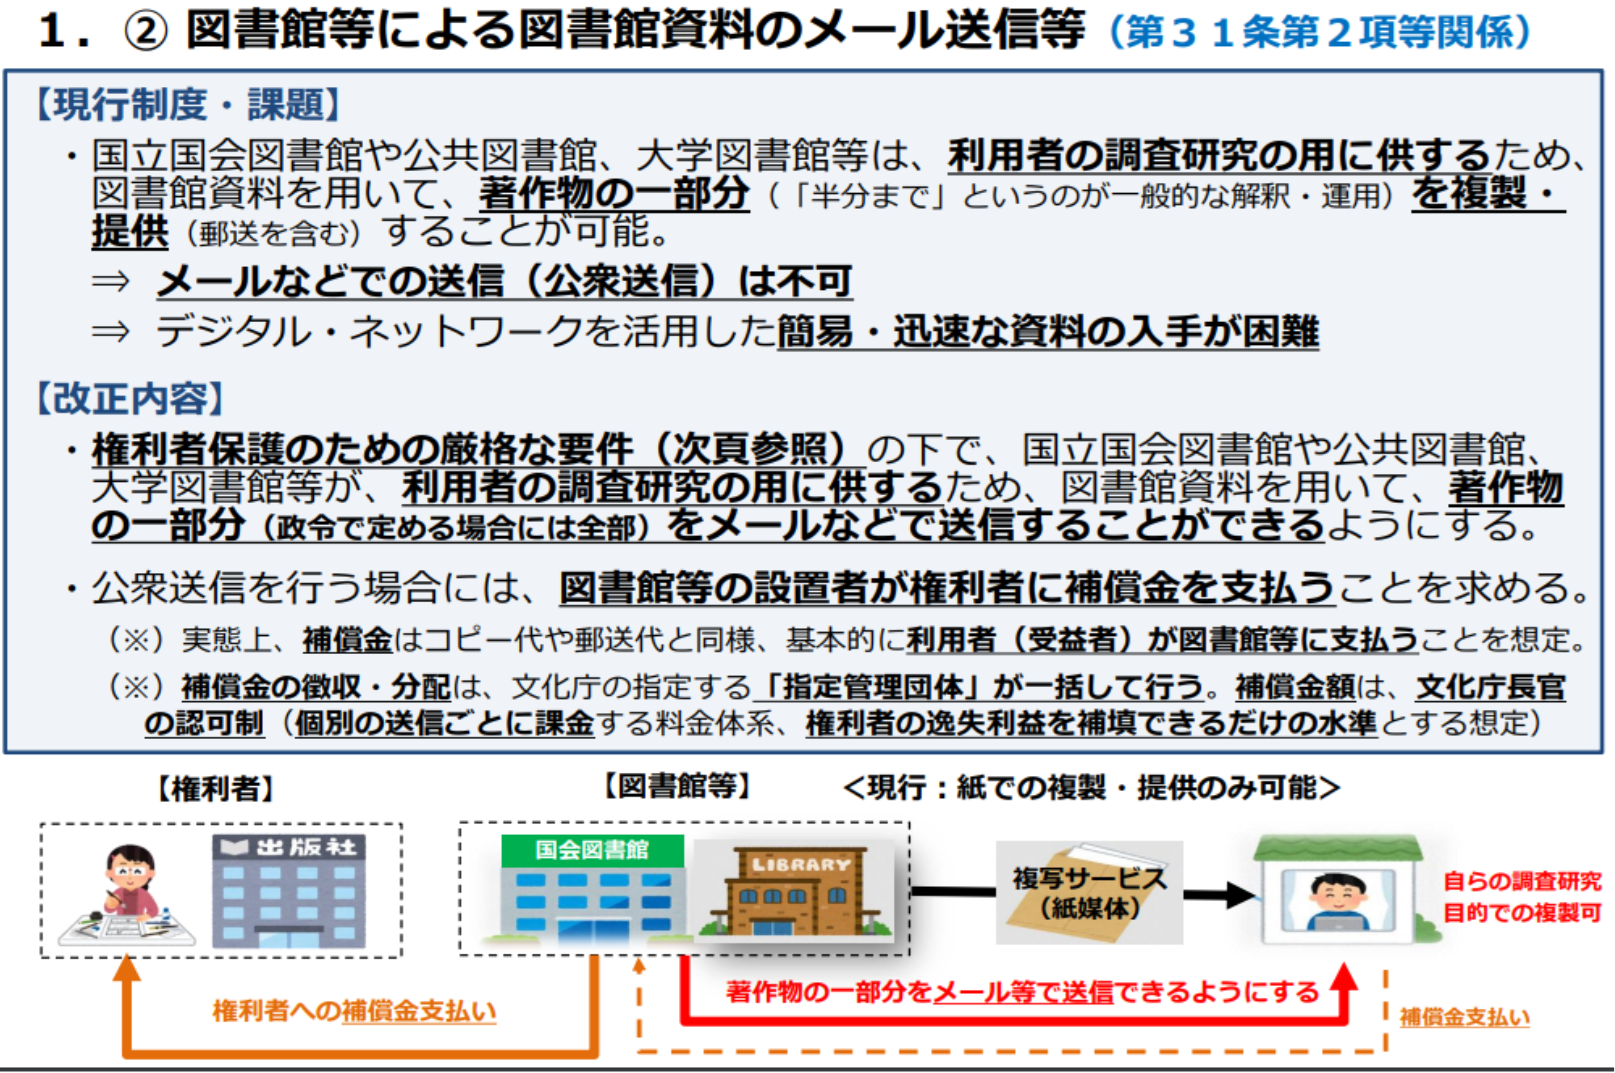 １．② 図書館等による図書館資料のメール送信等（第３１条第２項等関係）
【現行制度・課題】
・国立国会図書館や公共図書館、大学図書館等は、利用者の調査研究の用に供するため、
図書館資料を用いて、著作物の一部分（「半分まで」というのが一般的な解釈・運用）を複製・
提供（郵送を含む）することが可能。
⇒ メールなどでの送信（公衆送信）は不可
⇒ デジタル・ネットワークを活用した簡易・迅速な資料の入手が困難
【改正内容】
・権利者保護のための厳格な要件（次頁参照）の下で、国立国会図書館や公共図書館、
大学図書館等が、利用者の調査研究の用に供するため、図書館資料を用いて、著作物
の一部分（政令で定める場合には全部）をメールなどで送信することができるようにする。
・公衆送信を行う場合には、図書館等の設置者が権利者に補償金を支払うことを求める。
（※）実態上、補償金はコピー代や郵送代と同様、基本的に利用者（受益者）が図書館等に支払うことを想定。
（※）補償金の徴収・分配は、文化庁の指定する「指定管理団体」が一括して行う。補償金額は、文化庁長官
の認可制（個別の送信ごとに課金する料金体系、権利者の逸失利益を補填できるだけの水準とする想定）
【権利者】
【図書館等】
＜現行：紙での複製・提供のみ可能＞
出版社
国会図書館
LIBRARY
複写サービス
（紙媒体）
自らの調査研究
目的での複製可
著作物の一部分をメール等で送信できるようにする
権利者への補償金支払い
補償金支払い